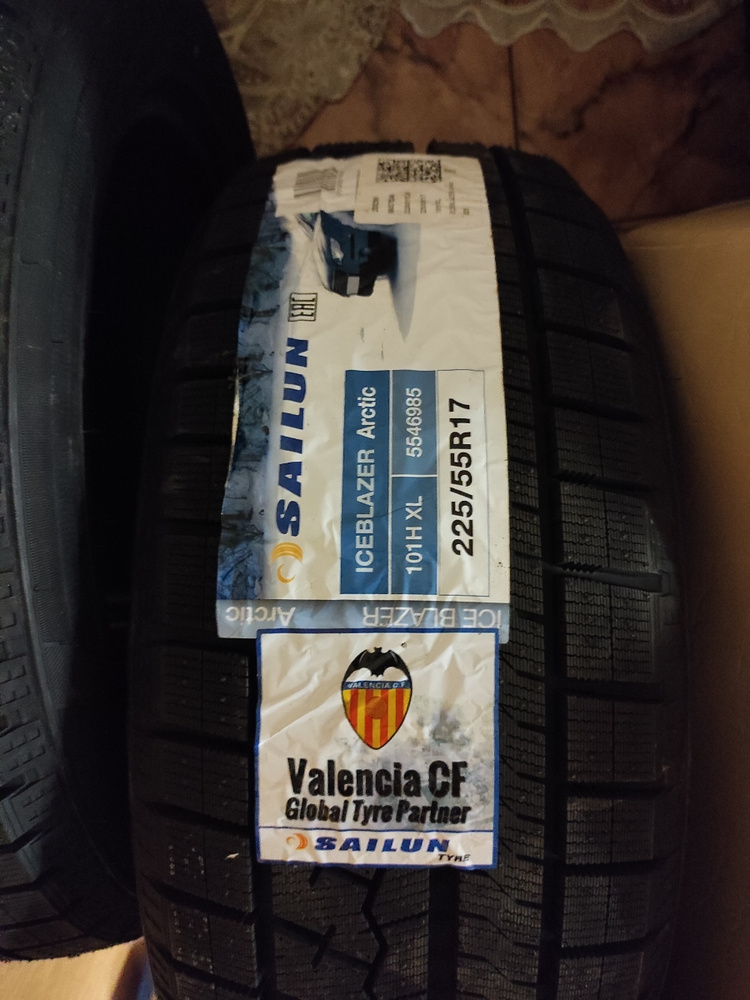 EAC
SAILUN
ICEBLAZER Arctic
101H XL 5546985
225/55R17
ICE BLAZER Arctic
VALENCIA C.F
Valencia CF
Global Tyre Partner
SAILUN
TYRE